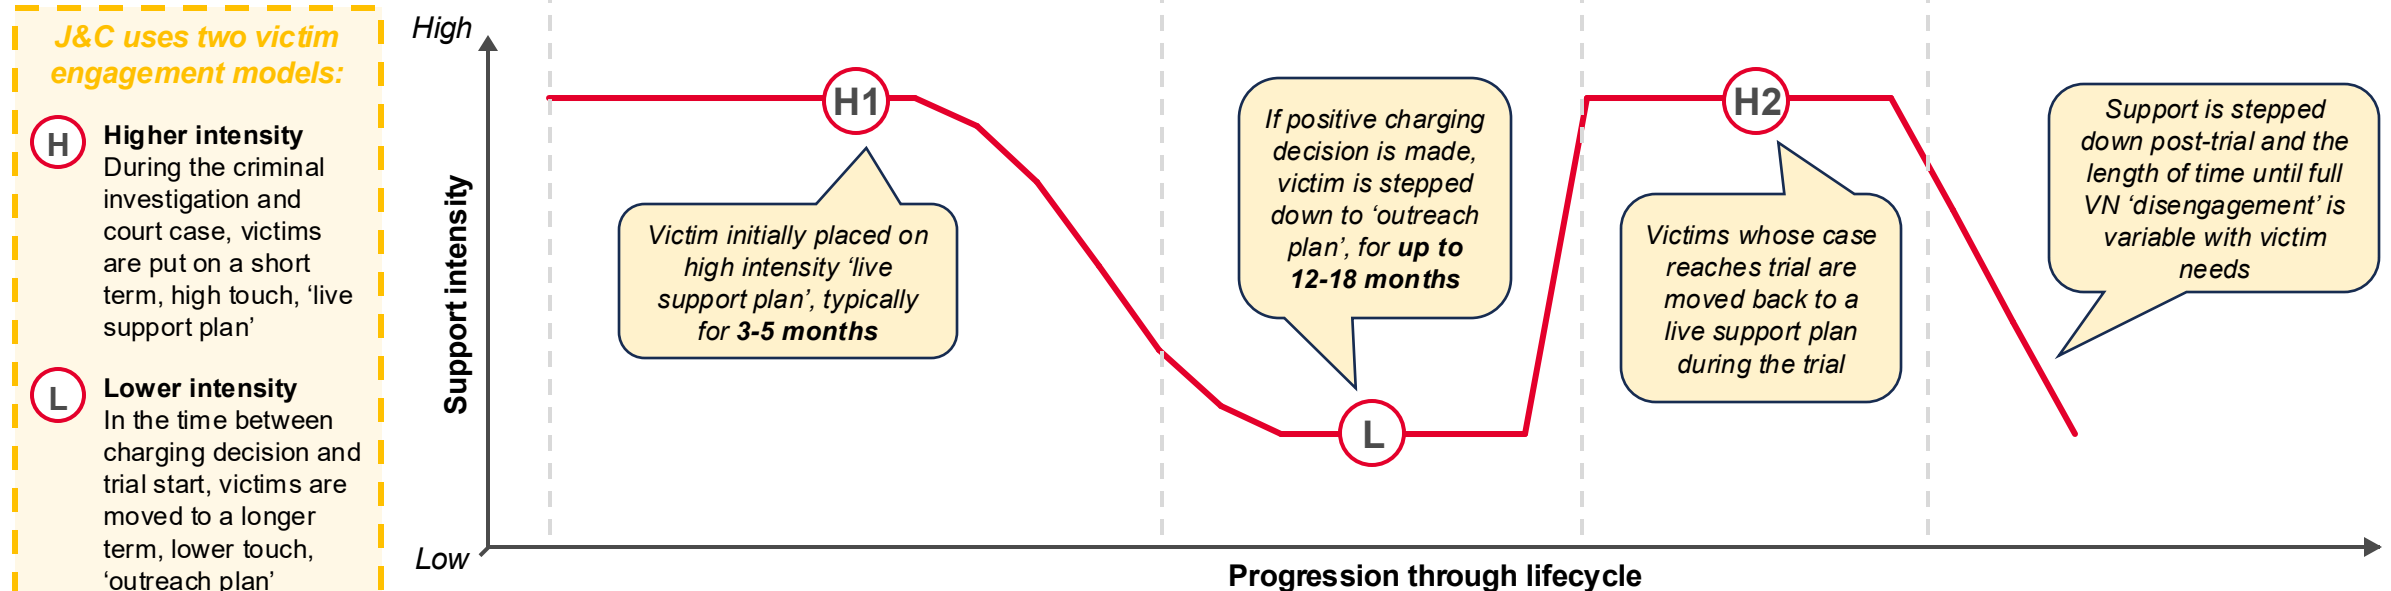 J&C uses two victim
engagement models:
H
Higher intensity
During the criminal
investigation and
court case, victims
are put on a short
term, high touch, ‘live
support plan’
L
Lower intensity
In the time between
charging decision and
trial start, victims are
moved to a longer
term, lower touch,
‘outreach plan’
High
Support intensity
Low
H1
Victim initially placed on
high intensity ‘live
support plan’, typically
for 3-5 months
If positive charging
decision is made,
victim is stepped
down to ‘outreach
plan’, for up to
12-18 months
L
H2
Victims whose case
reaches trial are
moved back to a
live support plan
during the trial
Support is stepped
down post-trial and the
length of time until full
VN ‘disengagement’ is
variable with victim
needs
Progression through lifecycle